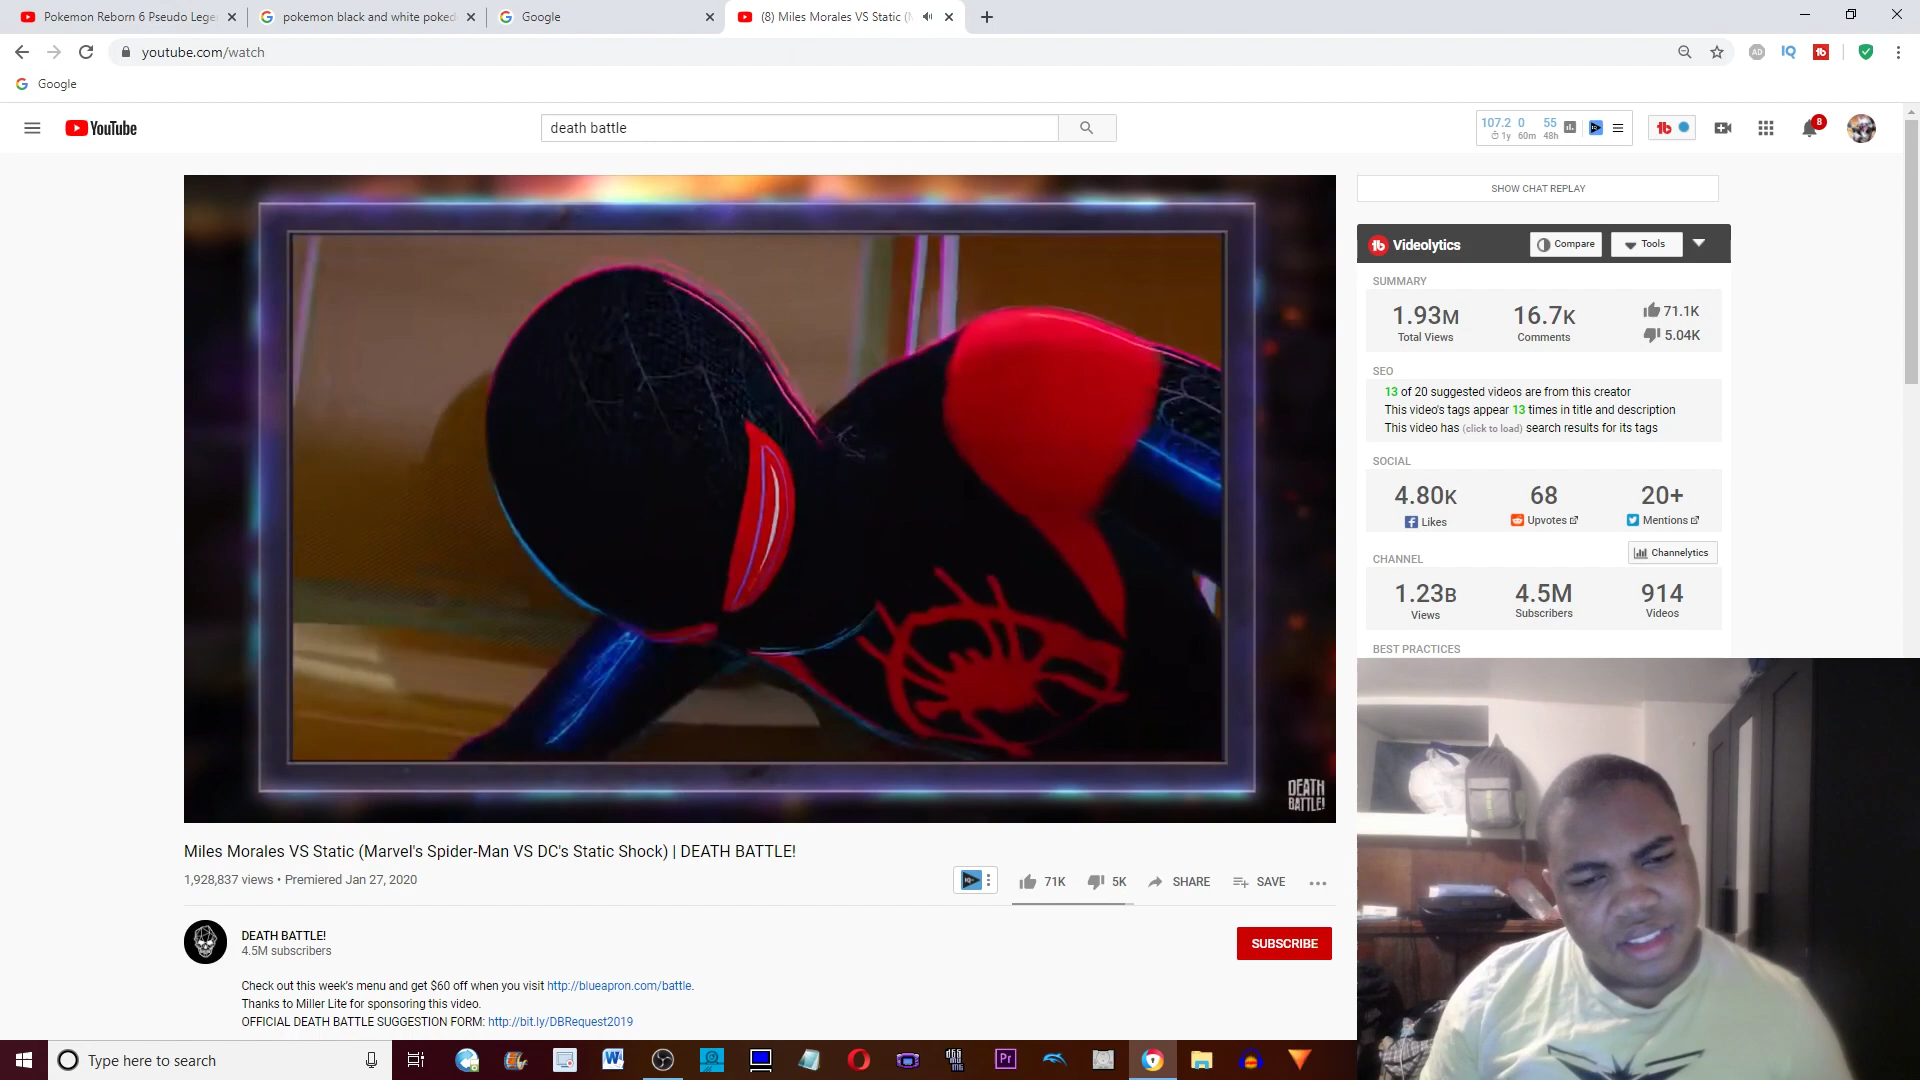 Pokemon Reborn 6 Pseudo Lege
pokemon black and white poked
Google
(8) Miles Morales VS Static (M
youtube.com/watch
Google
YouTube
death battle
107.2 0 55
1y 60m 48h
8
SHOW CHAT REPLAY
Videolytics
Compare
Tools
SUMMARY
1.93M
Total Views
16.7K
Comments
71.1K
5.04K
SEO
13 of 20 suggested videos are from this creator
This video's tags appear 13 times in title and description
This video has (click to load) search results for its tags
SOCIAL
4.80K
Likes
68
Upvotes
20+
Mentions
CHANNEL
Channelytics
1.23B
Views
4.5M
Subscribers
914
Videos
BEST PRACTICES
DEATH
BATTLE!
Miles Morales VS Static (Marvel's Spider-Man VS DC's Static Shock) | DEATH BATTLE!
1,928,837 views • Premiered Jan 27, 2020
71K
5K
SHARE
SAVE
DEATH BATTLE!
4.5M subscribers
SUBSCRIBE
Check out this week's menu and get $60 off when you visit http://blueapron.com/battle.
Thanks to Miller Lite for sponsoring this video.
OFFICIAL DEATH BATTLE SUGGESTION FORM: http://bit.ly/DBRequest2019
Type here to search